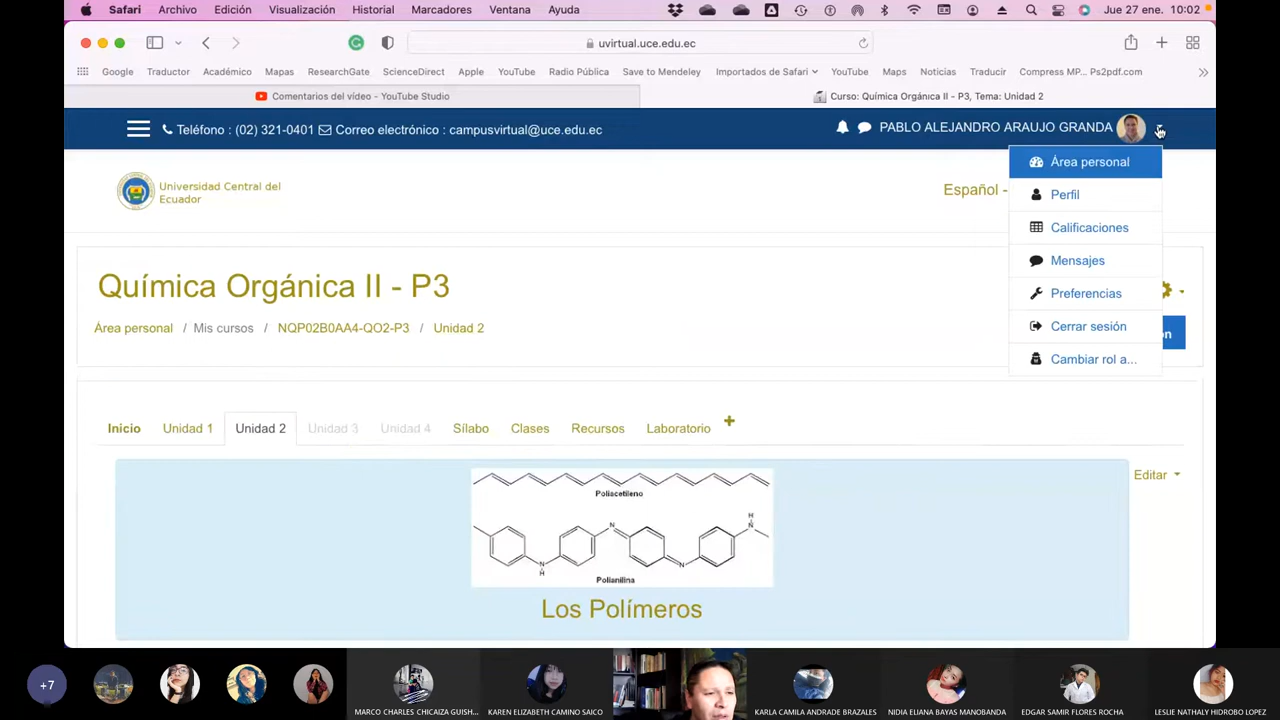 Safari Archivo Edición Visualización Historial Marcadores Ventana Ayuda Jue 27 ene. 10:02
uvirtual.uce.edu.ec
Google Traductor Académico Mapas ResearchGate ScienceDirect Apple YouTube Radio Pública Save to Mendeley Importados de Safari YouTube Maps Noticias Traducir Compress MP... Ps2pdf.com
Comentarios del vídeo - YouTube Studio Curso: Química Orgánica II - P3, Tema: Unidad 2
Teléfono : (02) 321-0401 Correo electrónico : campusvirtual@uce.edu.ec PABLO ALEJANDRO ARAUJO GRANDA
Área personal
Universidad Central del
Ecuador
Español -
Perfil
Calificaciones
Mensajes
Preferencias
Cerrar sesión
Cambiar rol a...
Química Orgánica II - P3
Área personal / Mis cursos / NQP02B0AA4-QO2-P3 / Unidad 2
ón
Inicio Unidad 1 Unidad 2 Unidad 3 Unidad 4 Sílabo Clases Recursos Laboratorio +
Editar
Poliacetileno
H
N
N
N
N
H
Polianilina
Los Polímeros
+7 MARCO CHARLES CHICAIZA GUISH... KAREN ELIZABETH CAMINO SAICO KARLA CAMILA ANDRADE BRAZALES NIDIA ELIANA BAYAS MANOBANDA EDGAR SAMIR FLORES ROCHA LESLIE NATHALY HIDROBO LOPEZ